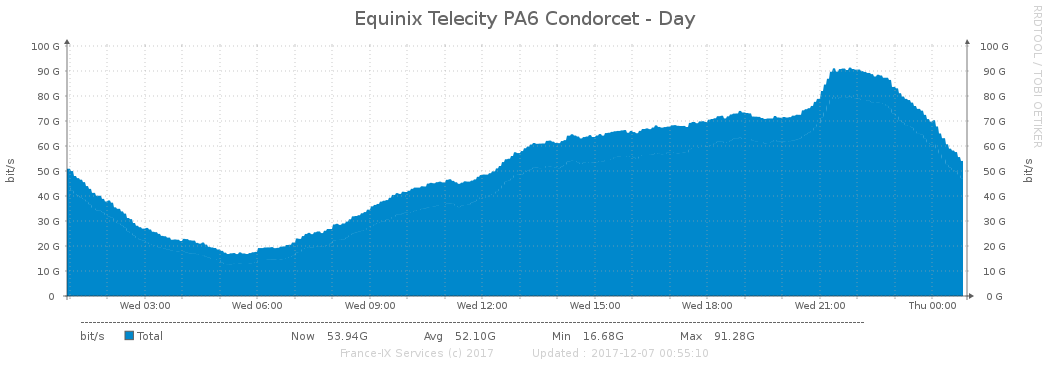 Equinix Telecity PA6 Condorcet - Day
RRDTOOL / TOBI OETIKER
100 G 100 G
90 G 90 G
80 G 80 G
70 G 70 G
60 G 60 G
50 G 50 G
40 G 40 G
30 G 30 G
20 G 20 G
10 G 10 G
0 0 G
bit/s
bit/s
Wed 03:00 Wed 06:00 Wed 09:00 Wed 12:00 Wed 15:00 Wed 18:00 Wed 21:00 Thu 00:00
bit/s Total Now 53.94G Avg 52.10G Min 16.68G Max 91.28G
France-IX Services (c) 2017 Updated : 2017-12-07 00:55:10